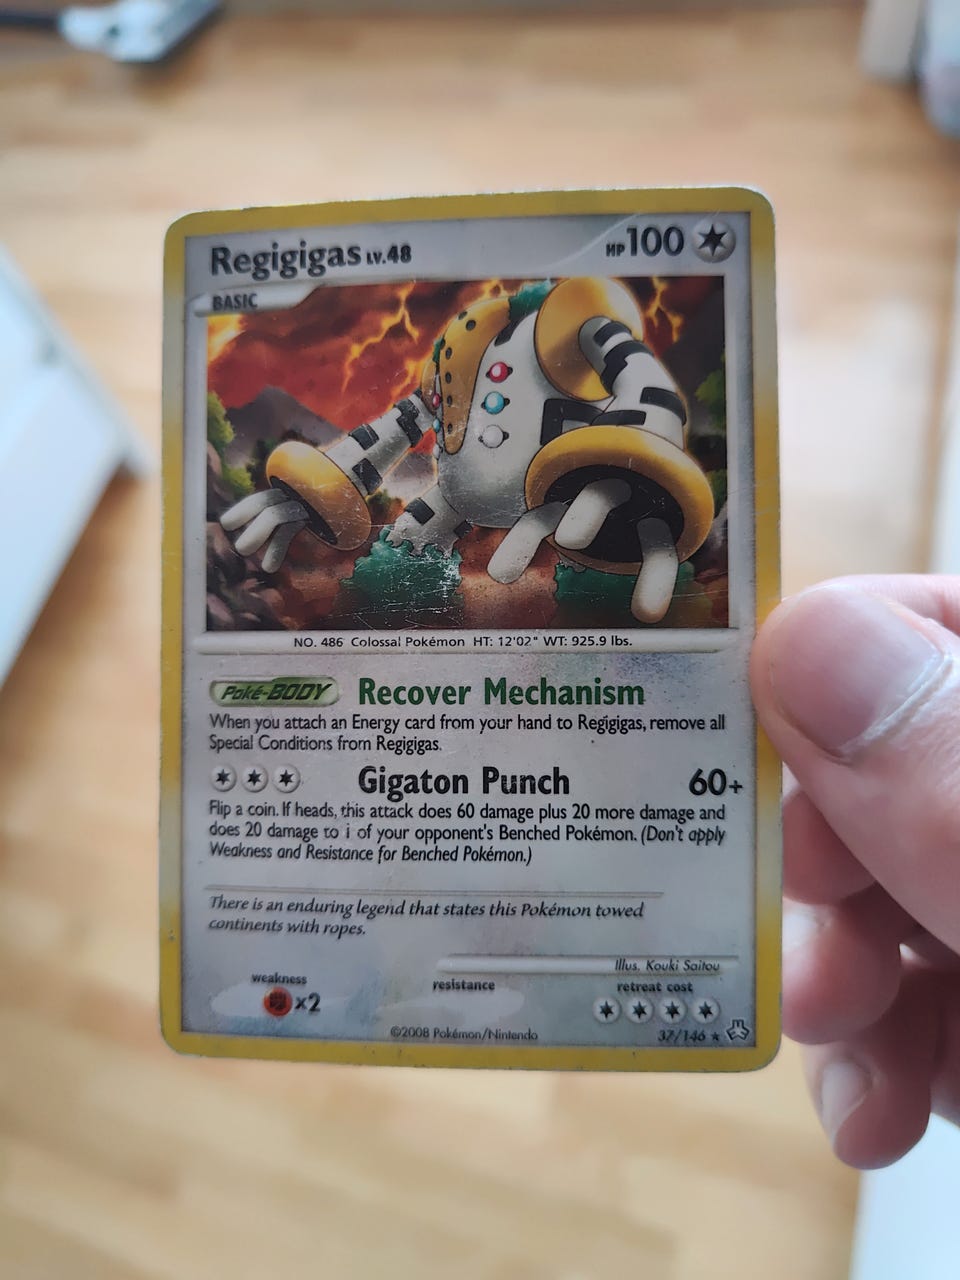 Regigigas LV.48 HP 100
BASIC
NO. 486 Colossal Pokémon HT: 12'02" WT: 925.9 lbs.
Poké-BODY Recover Mechanism
When you attach an Energy card from your hand to Regigigas, remove all
Special Conditions from Regigigas.
Gigaton Punch 60+
Flip a coin. If heads, this attack does 60 damage plus 20 more damage and
does 20 damage to 1 of your opponent's Benched Pokémon. (Don't apply
Weakness and Resistance for Benched Pokémon.)
There is an enduring legend that states this Pokémon towed
continents with ropes.
Illus. Kouki Saitou
weakness resistance retreat cost
x2
©2008 Pokémon/Nintendo 37/146